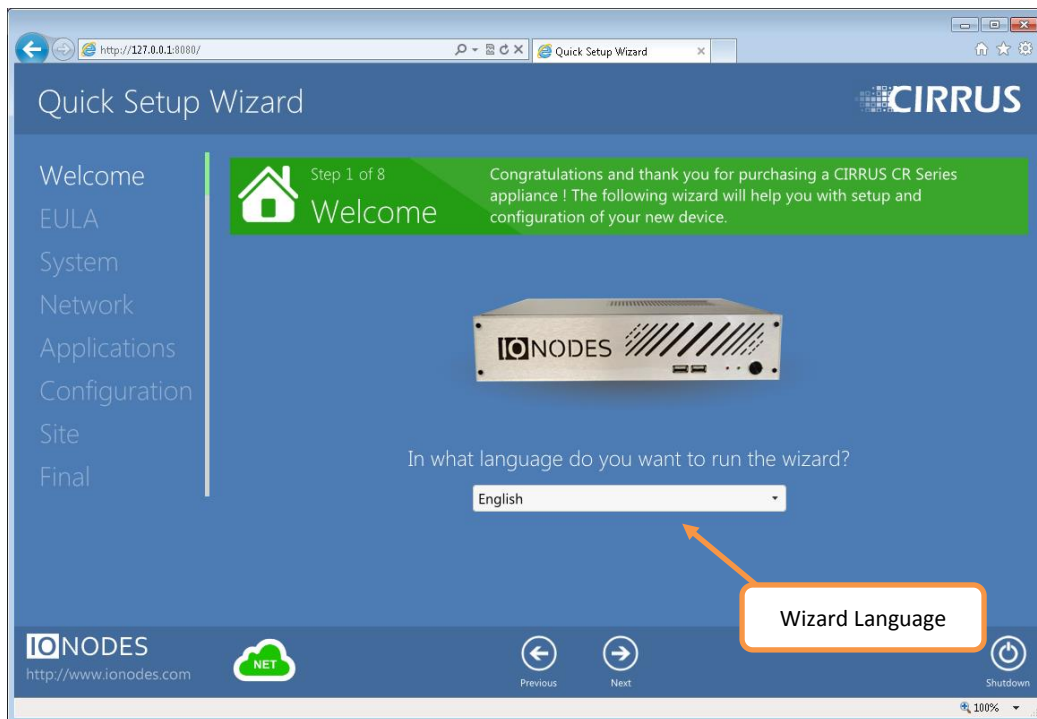 http://127.0.0.1:8080/
Quick Setup Wizard
Quick Setup Wizard
CIRRUS
Welcome
EULA
System
Network
Applications
Configuration
Site
Final
Step 1 of 8
Welcome
Congratulations and thank you for purchasing a CIRRUS CR Series
appliance ! The following wizard will help you with setup and
configuration of your new device.
IONODES
In what language do you want to run the wizard?
English
Wizard Language
IONODES
http://www.ionodes.com
NET
Previous
Next
Shutdown
100%